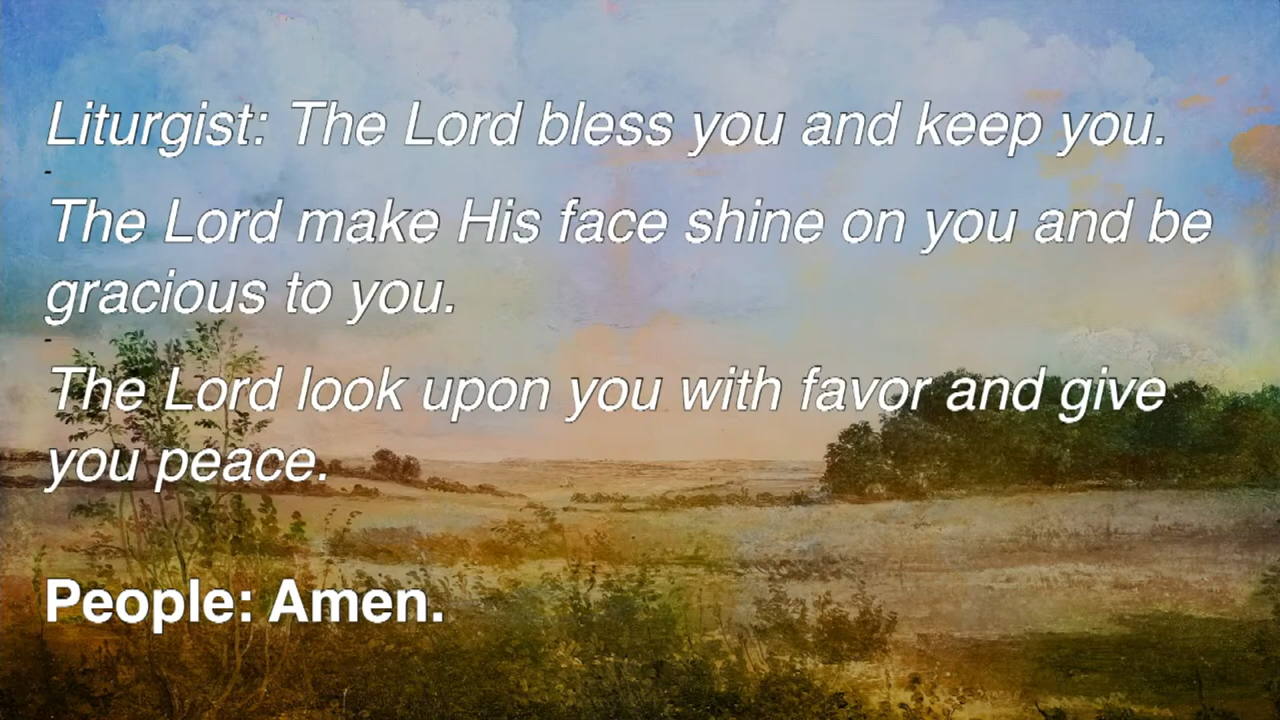 Liturgist: The Lord bless you and keep you.
The Lord make His face shine on you and be
gracious to you.
The Lord look upon you with favor and give
you peace.
People: Amen.